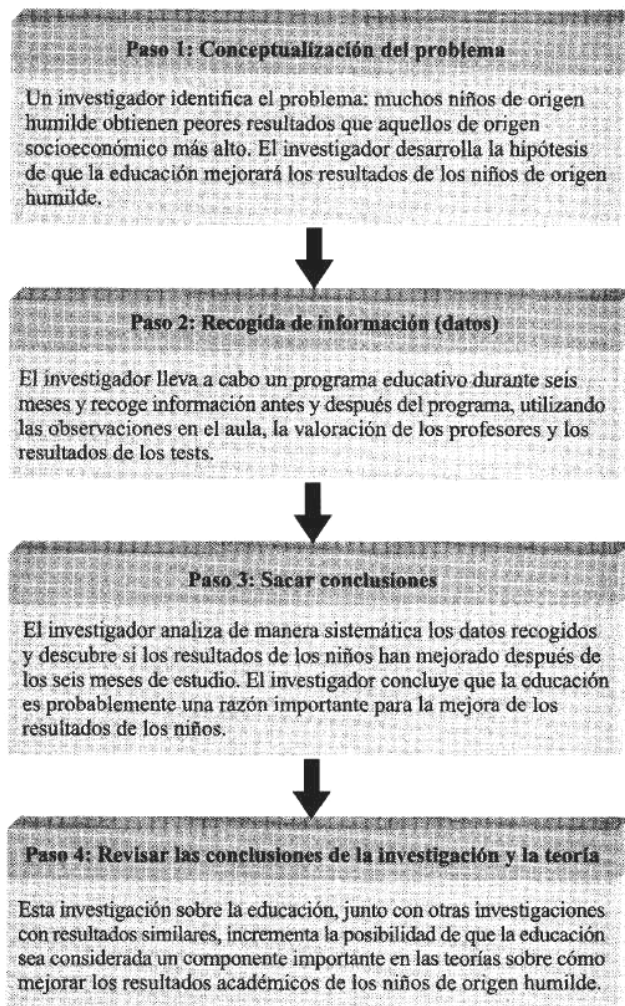 Paso 1: Conceptualización del problema
Un investigador identifica el problema: muchos niños de origen
humilde obtienen peores resultados que aquellos de origen
socioeconómico más alto. El investigador desarrolla la hipótesis
de que la educación mejorará los resultados de los niños de origen
humilde.
Paso 2: Recogida de información (datos)
El investigador lleva a cabo un programa educativo durante seis
meses y recoge información antes y después del programa, utilizando
las observaciones en el aula, la valoración de los profesores y los
resultados de los tests.
Paso 3: Sacar conclusiones
El investigador analiza de manera sistemática los datos recogidos
y descubre si los resultados de los niños han mejorado después de
los seis meses de estudio. El investigador concluye que la educación
es probablemente una razón importante para la mejora de los
resultados de los niños.
Paso 4: Revisar las conclusiones de la investigación y la teoría
Esta investigación sobre la educación, junto con otras investigaciones
con resultados similares, incrementa la posibilidad de que la educación
sea considerada un componente importante en las teorías sobre cómo
mejorar los resultados académicos de los niños de origen humilde.